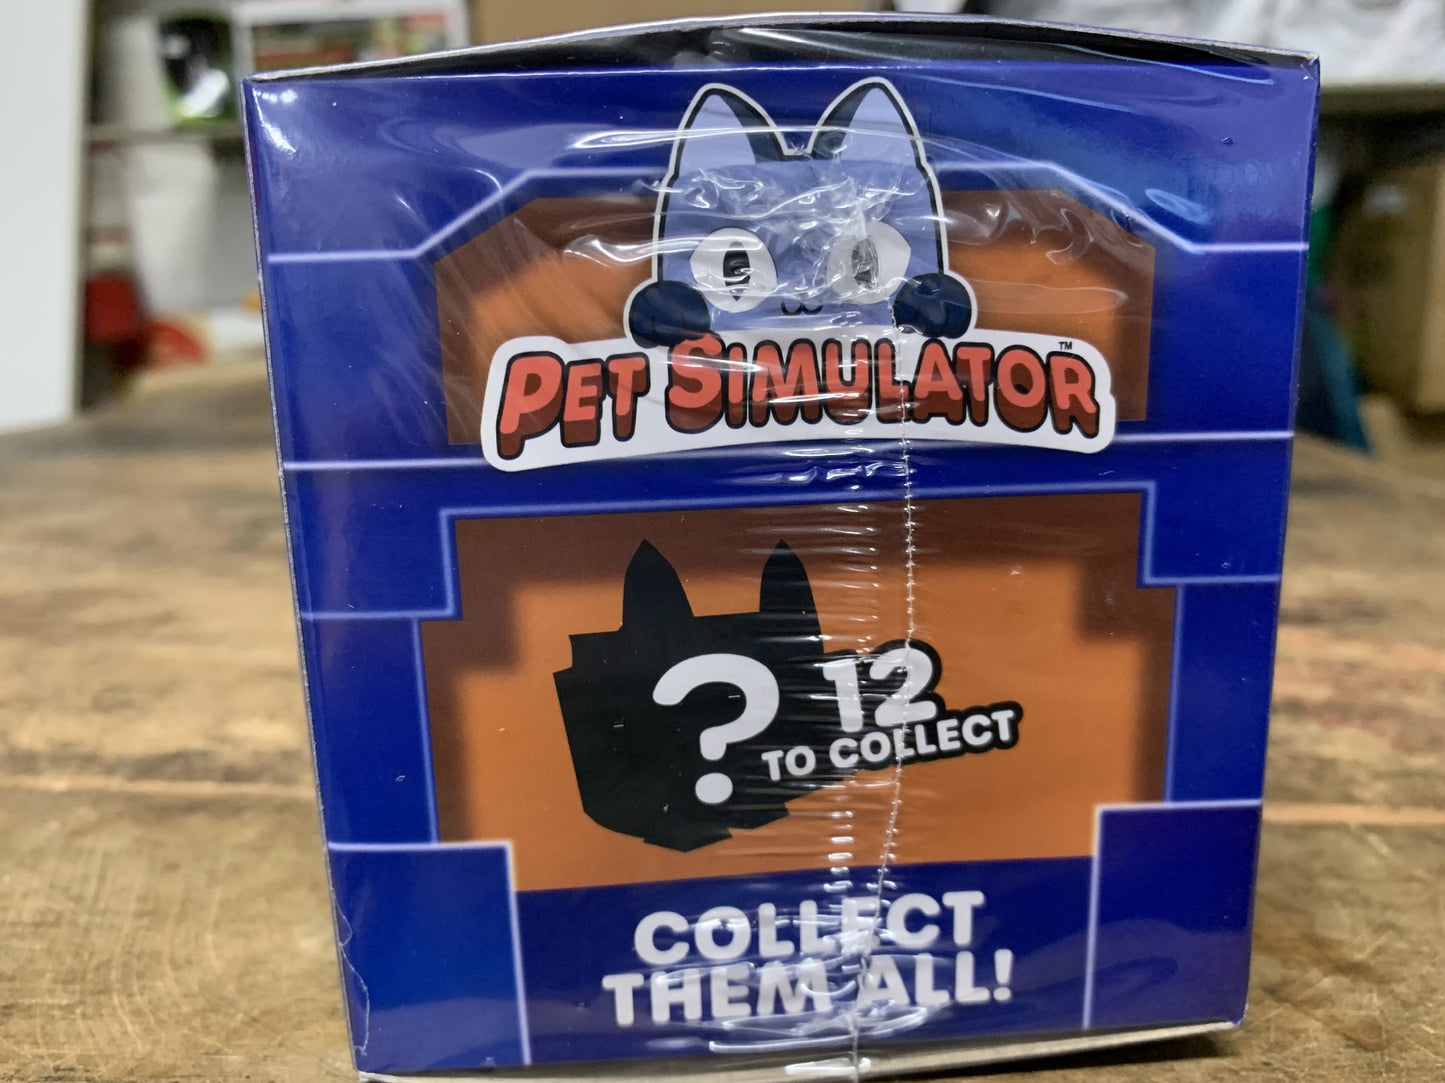 PET SIMULATOR™
?
12
TO COLLECT
COLLECT
THEM ALL!